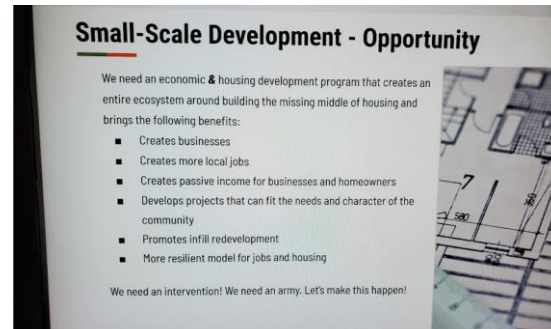 Small-Scale Development - Opportunity
We need an economic & housing development program that creates an
entire ecosystem around building the missing middle of housing and
brings the following benefits:
■ Creates businesses
■ Creates more local jobs
■ Creates passive income for businesses and homeowners
■ Develops projects that can fit the needs and character of the
community
■ Promotes infill redevelopment
■ More resilient model for jobs and housing
We need an intervention! We need an army. Let's make this happen!
7
580